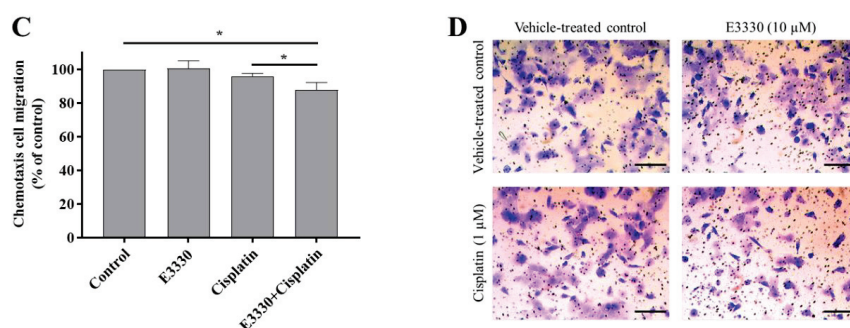 C
Chemotaxis cell migration
(% of control)
100
80
60
40
20
0
*
*
Control
E3330
Cisplatin
E3330+Cisplatin
D
Vehicle-treated control
E3330 (10 µM)
Vehicle-treated control
Cisplatin (1 µM)